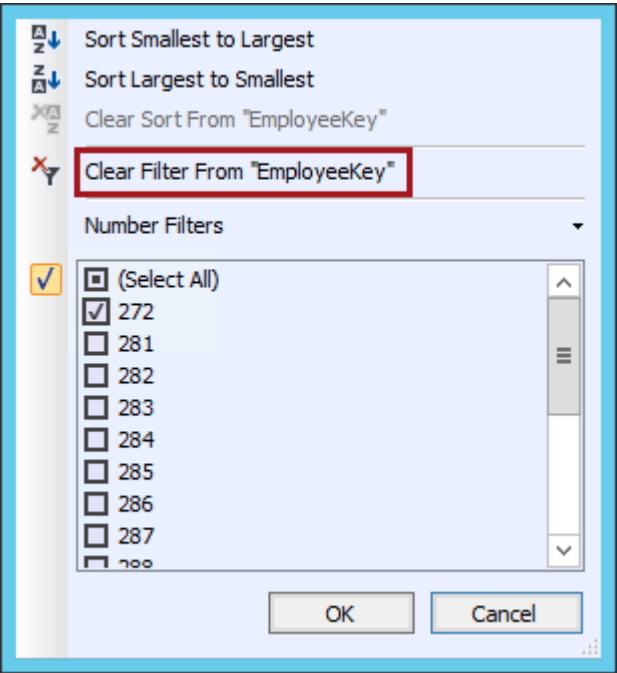 Sort Smallest to Largest
Sort Largest to Smallest
Clear Sort From "EmployeeKey"
Clear Filter From "EmployeeKey"
Number Filters
(Select All)
272
281
282
283
284
285
286
287
OK Cancel